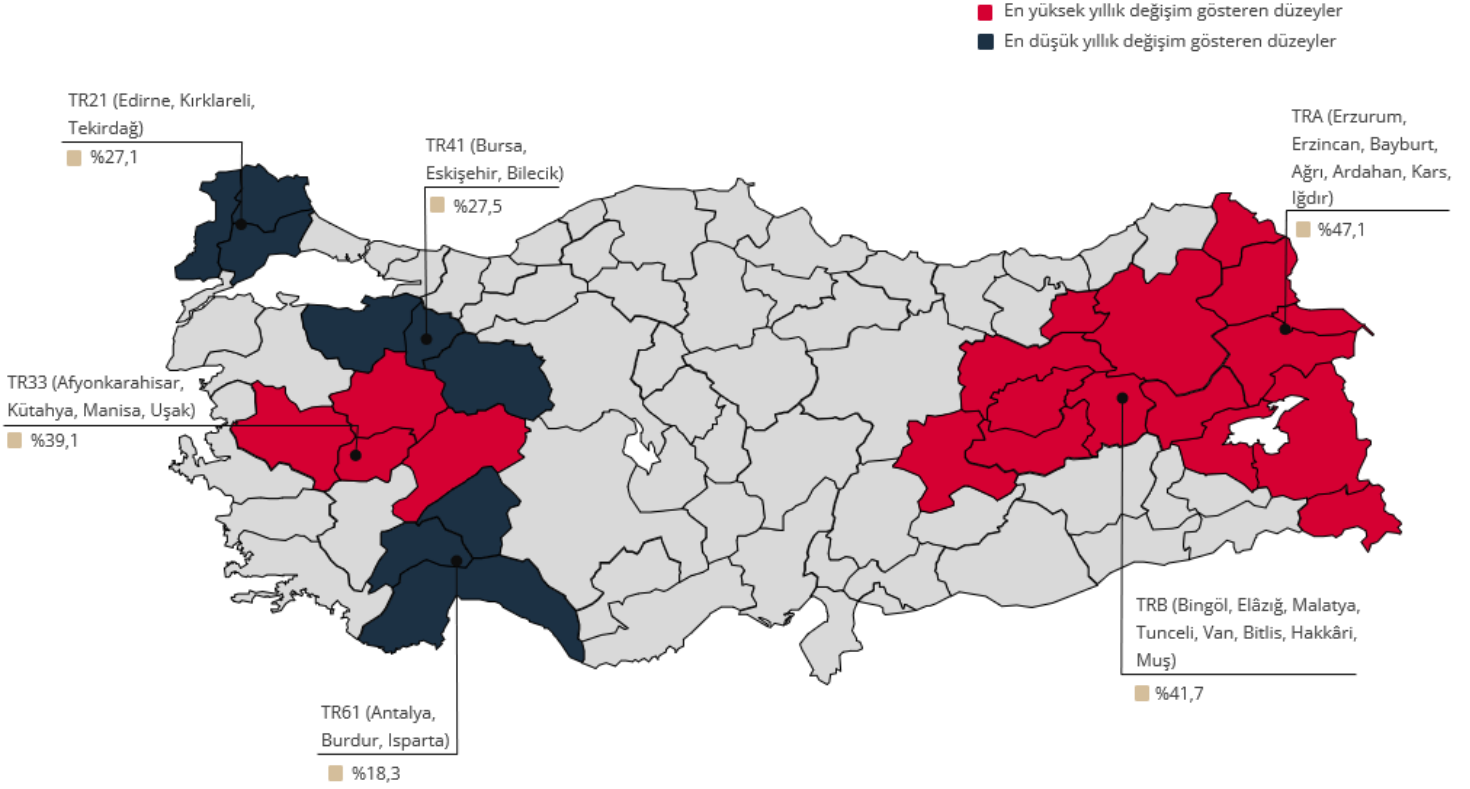 En yüksek yıllık değişim gösteren düzeyler
En düşük yıllık değişim gösteren düzeyler
TR21 (Edirne, Kırklareli,
Tekirdağ)
%27,1
TR41 (Bursa,
Eskişehir, Bilecik)
%27,5
TRA (Erzurum,
Erzincan, Bayburt,
Ağrı, Ardahan, Kars,
Iğdır)
%47,1
TR33 (Afyonkarahisar,
Kütahya, Manisa, Uşak)
%39,1
TRB (Bingöl, Elâzığ, Malatya,
Tunceli, Van, Bitlis, Hakkâri,
Muş)
%41,7
TR61 (Antalya,
Burdur, Isparta)
%18,3